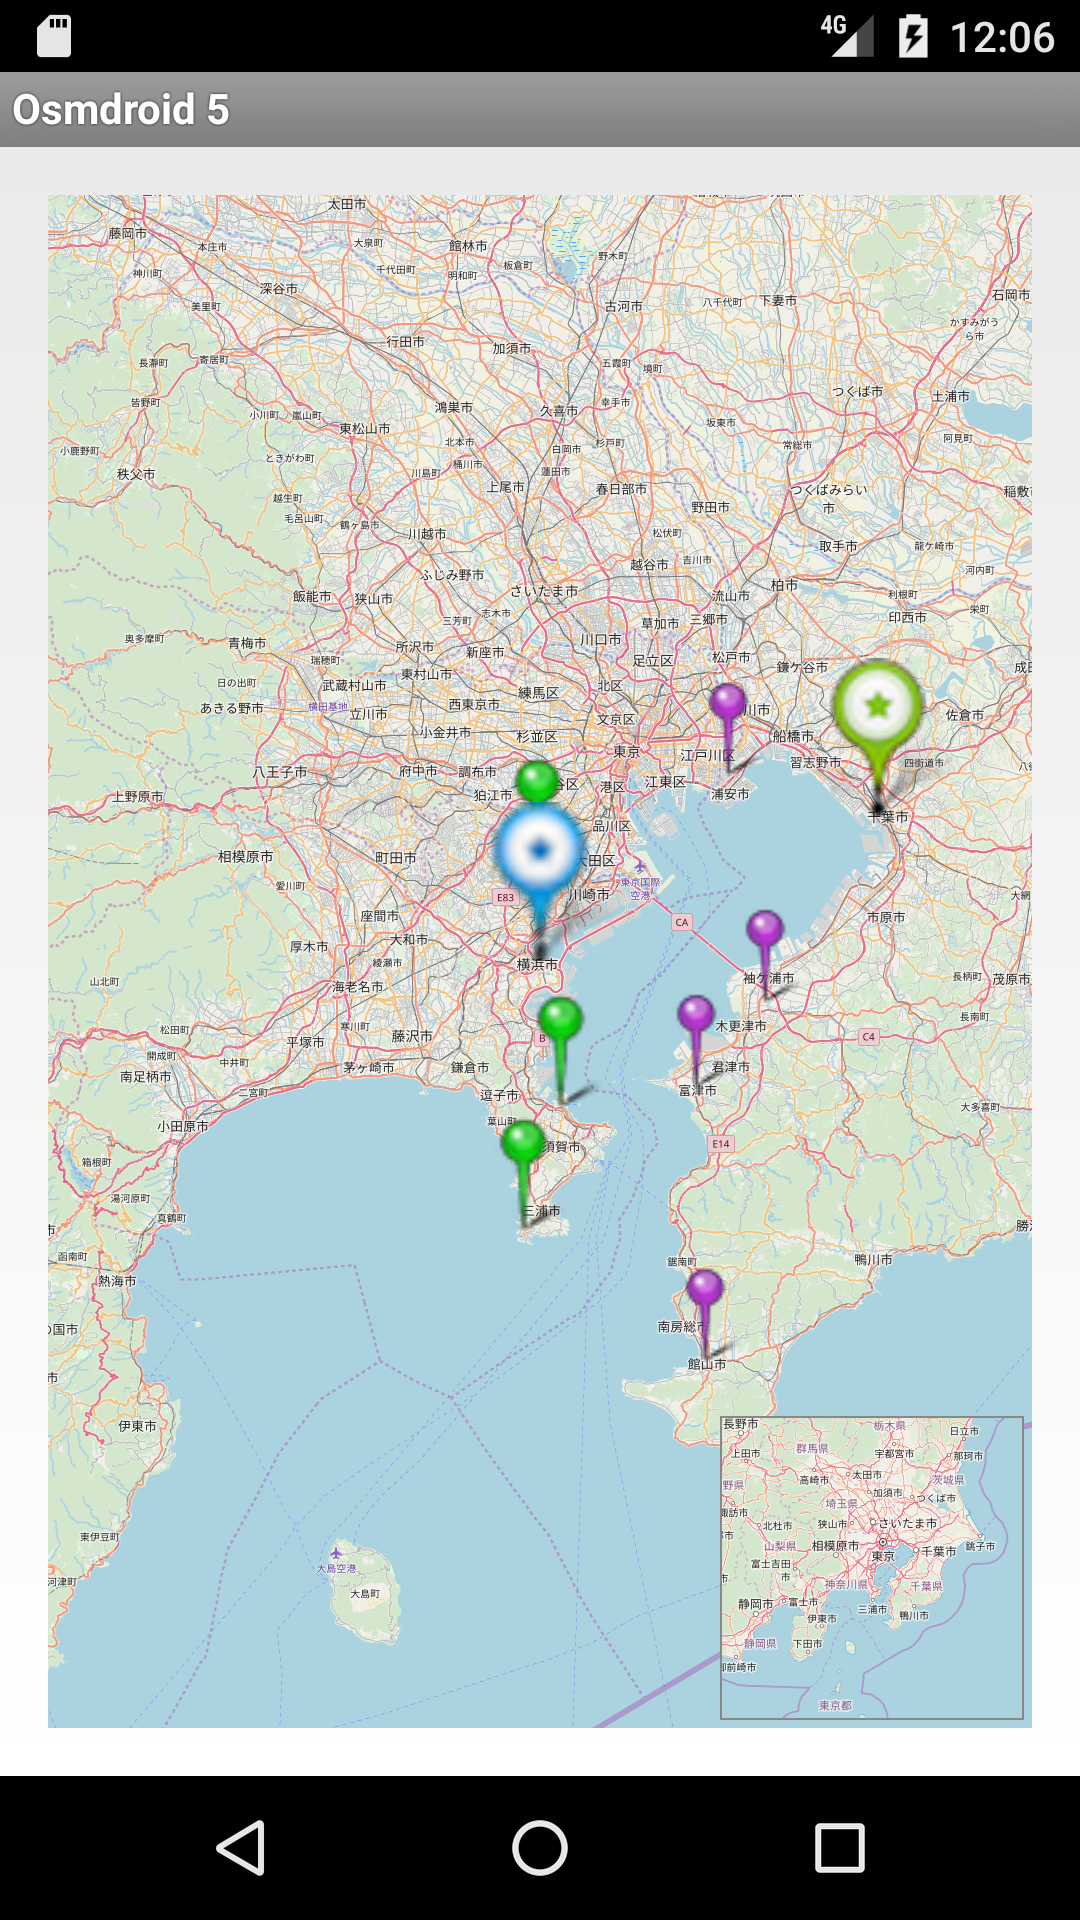 4G 12:06
Osmdroid 5
太田市
藤岡市
本庄市
大泉町
館林市
野木町
神川町
千代田町
明和町
板倉町
深谷市
美里町
古河市
八千代町
下妻市
石岡市
かすみがう
ら市
行田市
加須市
長瀞町
寄居町
五霞町
境町
つくば市
土浦市
皆野町
小川町
嵐山町
鴻巣市
久喜市
幸手市
東松山市
坂東市
小鹿野町
ときがわ町
北本市
白岡市
杉戸町
常総市
阿見町
秩父市
川島町
桶川市
蓮田市
上尾市
春日部市
つくばみらい
市
稲敷市
越生町
毛呂山町
鶴ヶ島市
川越市
野田市
松伏町
取手市
龍ケ崎市
ふじみ野市
越谷市
吉川市
河内町
飯能市
狭山市
さいたま市
流山市
柏市
利根町
栄町
志木市
三芳町
草加市
三郷市
印西市
奥多摩町
青梅市
所沢市
新座市
川口市
瑞穂町
東村山市
足立区
松戸市
鎌ケ谷市
日の出町
武蔵村山市
練馬区
北区
あきる野市
横田基地
立川市
西東京市
文京区
川市
佐倉市
小金井市
杉並区
東京
江戸川区
船橋市
八王子市
府中市
調布市
習志野市
四街道市
上野原市
狛江市
谷区
港区
江東区
浦安市
千葉市
品川区
相模原市
町田市
大田区
東京国際
空港
愛川町
E83
川崎市
大網
座間市
CA
市原市
厚木市
大和市
綾瀬市
横浜市
袖ケ浦市
長柄町
茂原市
山北町
海老名市
長南町
松田町
寒川町
藤沢市
木更津市
C4
開成町
中井町
平塚市
B
南足柄市
二宮町
茅ヶ崎市
鎌倉市
君津市
富津市
逗子市
大多喜町
小田原市
葉山町
須賀市
E14
箱根町
湯河原町
真鶴町
三浦市
函南町
鋸南町
鴨川市
熱海市
の国市
南房総市
館山市
伊東市
東伊豆町
大島空港
河津町
大島町
長野市
栃木県
日立市
上田市
群馬県
宇都宮市
那珂市
高崎市
太田市
茨城県
野県
加須市
つくば市
埼玉県
諏訪市
北杜市
狭山市
さいたま市
山梨県
相模原市
東京
千葉市
銚子市
富士吉田
市
神奈川県
千葉県
静岡市
富士市
三浦市
鴨川市
伊東市
静岡県
下田市
御前崎市
東京都